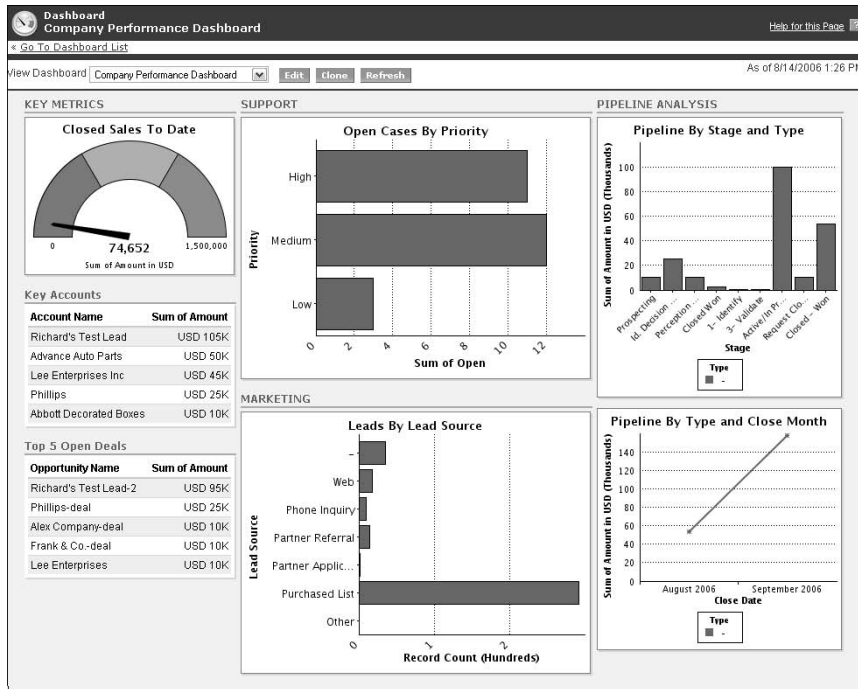 Dashboard
Company Performance Dashboard
Help for this Page ?
« Go To Dashboard List
View Dashboard Company Performance Dashboard Edit Clone Refresh
As of 8/14/2006 1:26 PM
KEY METRICS
Closed Sales To Date
0 74,652 1,500,000
Sum of Amount in USD
Key Accounts
Account Name Sum of Amount
Richard's Test Lead USD 105K
Advance Auto Parts USD 50K
Lee Enterprises Inc USD 45K
Phillips USD 25K
Abbott Decorated Boxes USD 10K
Top 5 Open Deals
Opportunity Name Sum of Amount
Richard's Test Lead-2 USD 95K
Phillips-deal USD 25K
Alex Company-deal USD 10K
Frank & Co.-deal USD 10K
Lee Enterprises USD 10K
SUPPORT
Open Cases By Priority
Priority
High
Medium
Low
0 2 4 6 8 10 12
Sum of Open
MARKETING
Leads By Lead Source
Lead Source
-
Web
Phone Inquiry
Partner Referral
Partner Applic...
Purchased List
Other
0 1 2
Record Count (Hundreds)
PIPELINE ANALYSIS
Pipeline By Stage and Type
Sum of Amount in USD (Thousands)
100
80
60
40
20
0
Prospecting
Id. Decision ...
Perception ...
Closed Won
1- Identify
3- Validate
Active/In Pr...
Request Clo...
Closed - Won
Stage
Type
-
Pipeline By Type and Close Month
Sum of Amount in USD (Thousands)
140
120
100
80
60
40
20
0
August 2006 September 2006
Close Date
Type
-